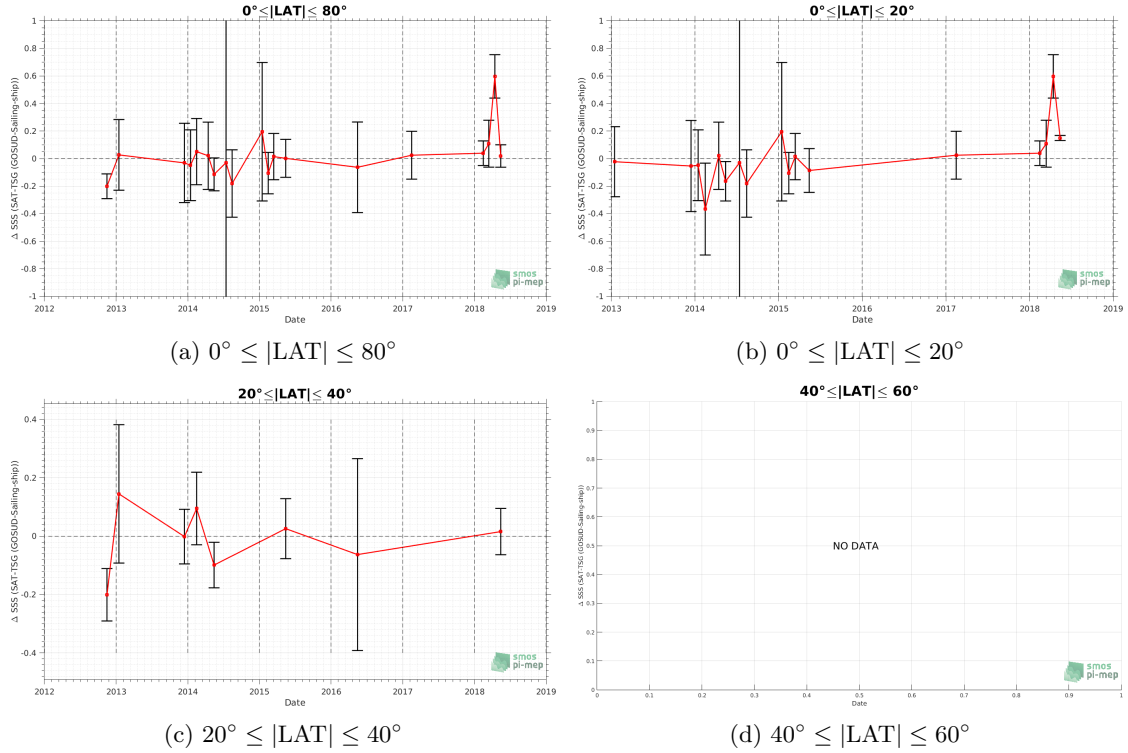 0°≤|LAT|≤ 80°
Δ SSS (SAT-TSG (GOSUD-Sailing-ship))
1
0.8
0.6
0.4
0.2
0
-0.2
-0.4
-0.6
-0.8
-1
2012 2013 2014 2015 2016 2017 2018 2019
Date
smos
pi-mep
(a) 0° ≤ |LAT| ≤ 80°
0°≤|LAT|≤ 20°
Δ SSS (SAT-TSG (GOSUD-Sailing-ship))
1
0.8
0.6
0.4
0.2
0
-0.2
-0.4
-0.6
-0.8
-1
2013 2014 2015 2016 2017 2018 2019
Date
smos
pi-mep
(b) 0° ≤ |LAT| ≤ 20°
20°≤|LAT|≤ 40°
Δ SSS (SAT-TSG (GOSUD-Sailing-ship))
0.4
0.2
0
-0.2
-0.4
2012 2013 2014 2015 2016 2017 2018 2019
Date
smos
pi-mep
(c) 20° ≤ |LAT| ≤ 40°
40°≤|LAT|≤ 60°
Δ SSS (SAT-TSG (GOSUD-Sailing-ship))
1
0.9
0.8
0.7
0.6
0.5
0.4
0.3
0.2
0.1
0
NO DATA
0 0.1 0.2 0.3 0.4 0.5 0.6 0.7 0.8 0.9 1
Date
smos
pi-mep
(d) 40° ≤ |LAT| ≤ 60°